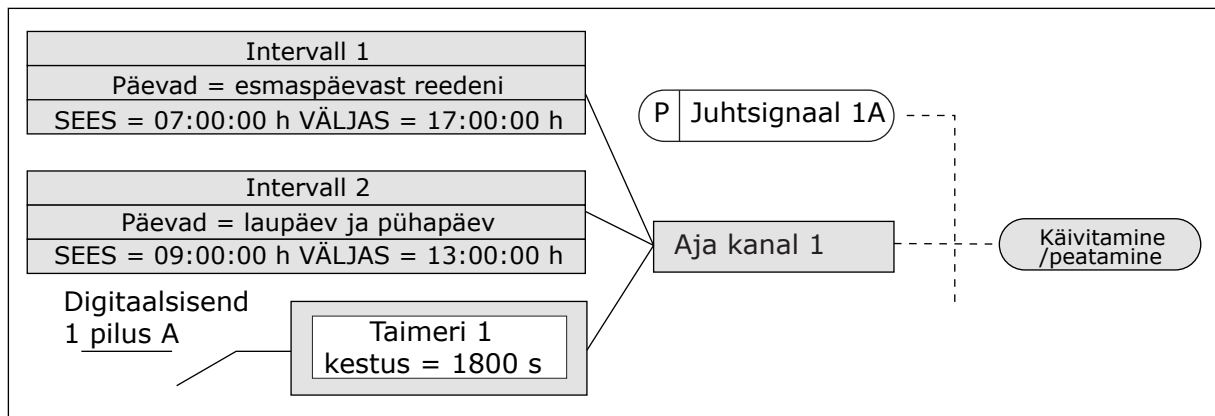 Intervall 1
Päevad = esmaspäevast reedeni
SEES = 07:00:00 h VÄLJAS = 17:00:00 h
P Juhtsignaal 1A
Intervall 2
Päevad = laupäev ja pühapäev
SEES = 09:00:00 h VÄLJAS = 13:00:00 h
Aja kanal 1
Käivitamine
/peatamine
Digitaalsisend
1 pilus A
Taimeri 1
kestus = 1800 s